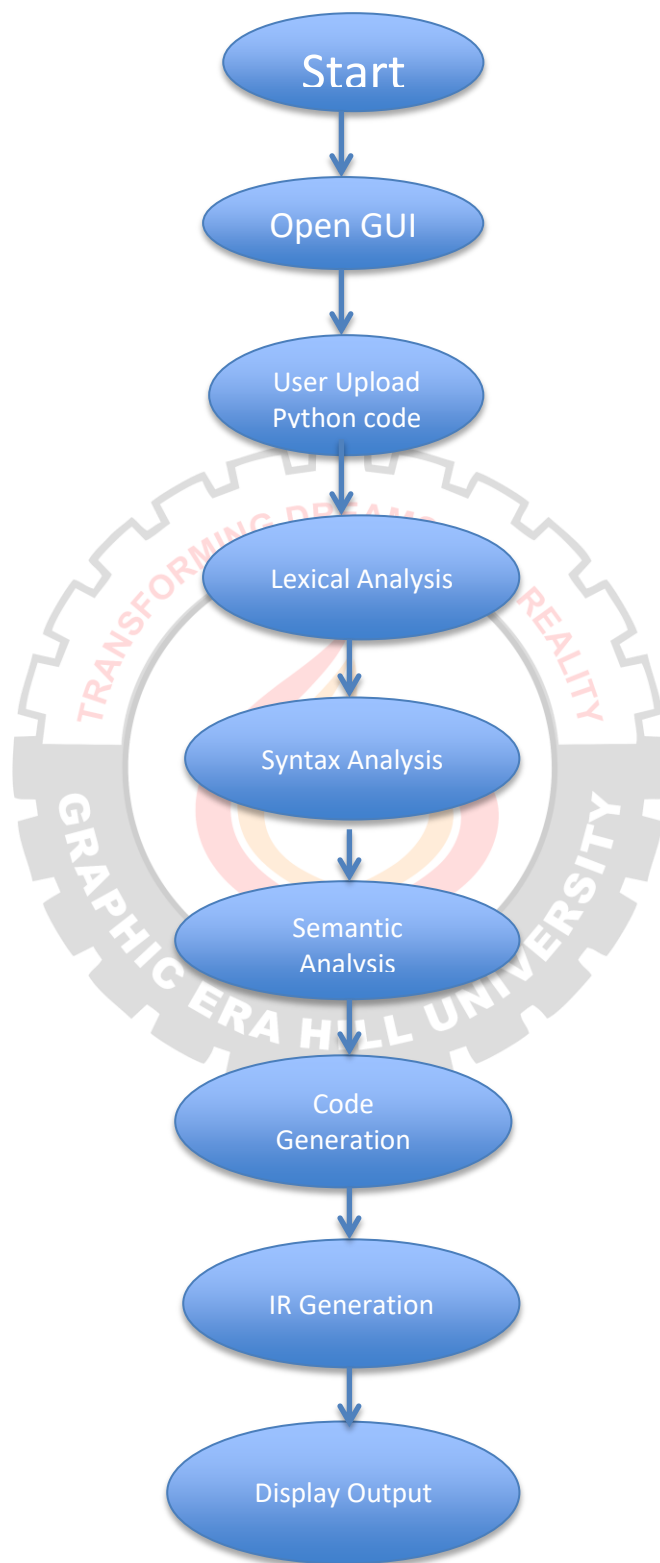 Start
Open GUI
User Upload
Python code
TRANSFORMING DREAMS
REALITY
Lexical Analysis
Syntax Analysis
GRAPHIC ERA HILL UNIVERSITY
Semantic
Analysis
Code
Generation
IR Generation
Display Output